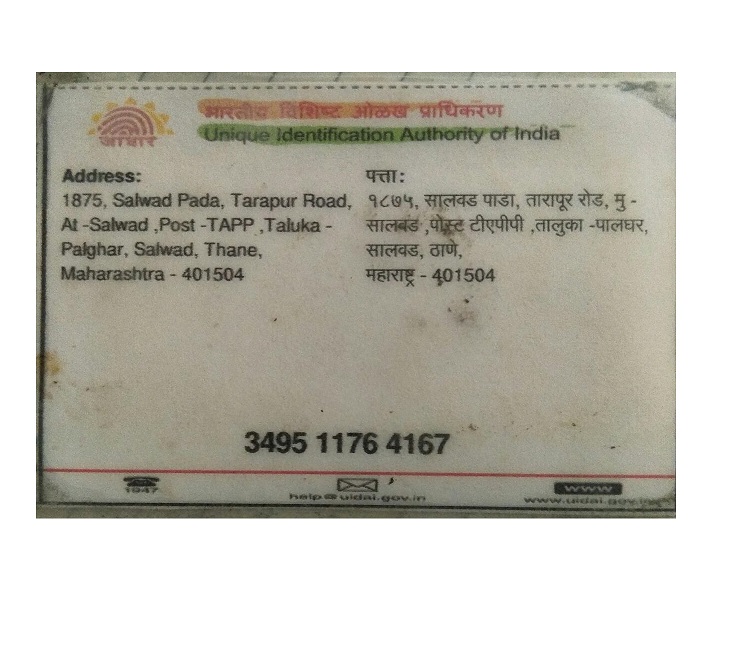 भारतीय विशिष्ट ओळख प्राधिकरण
Unique Identification Authority of India
आधार
Address:
1875, Salwad Pada, Tarapur Road,
At -Salwad ,Post -TAPP ,Taluka -
Palghar, Salwad, Thane,
Maharashtra - 401504
पत्ता :
१८७५, सालवड पाडा, तारापूर रोड, मु -
सालवड ,पोस्ट टीएपीपी ,तालुका -पालघर,
सालवड, ठाणे,
महाराष्ट्र - 401504
3495 1176 4167
1947
help@uidai.gov.in
www
www.uidai.gov.in